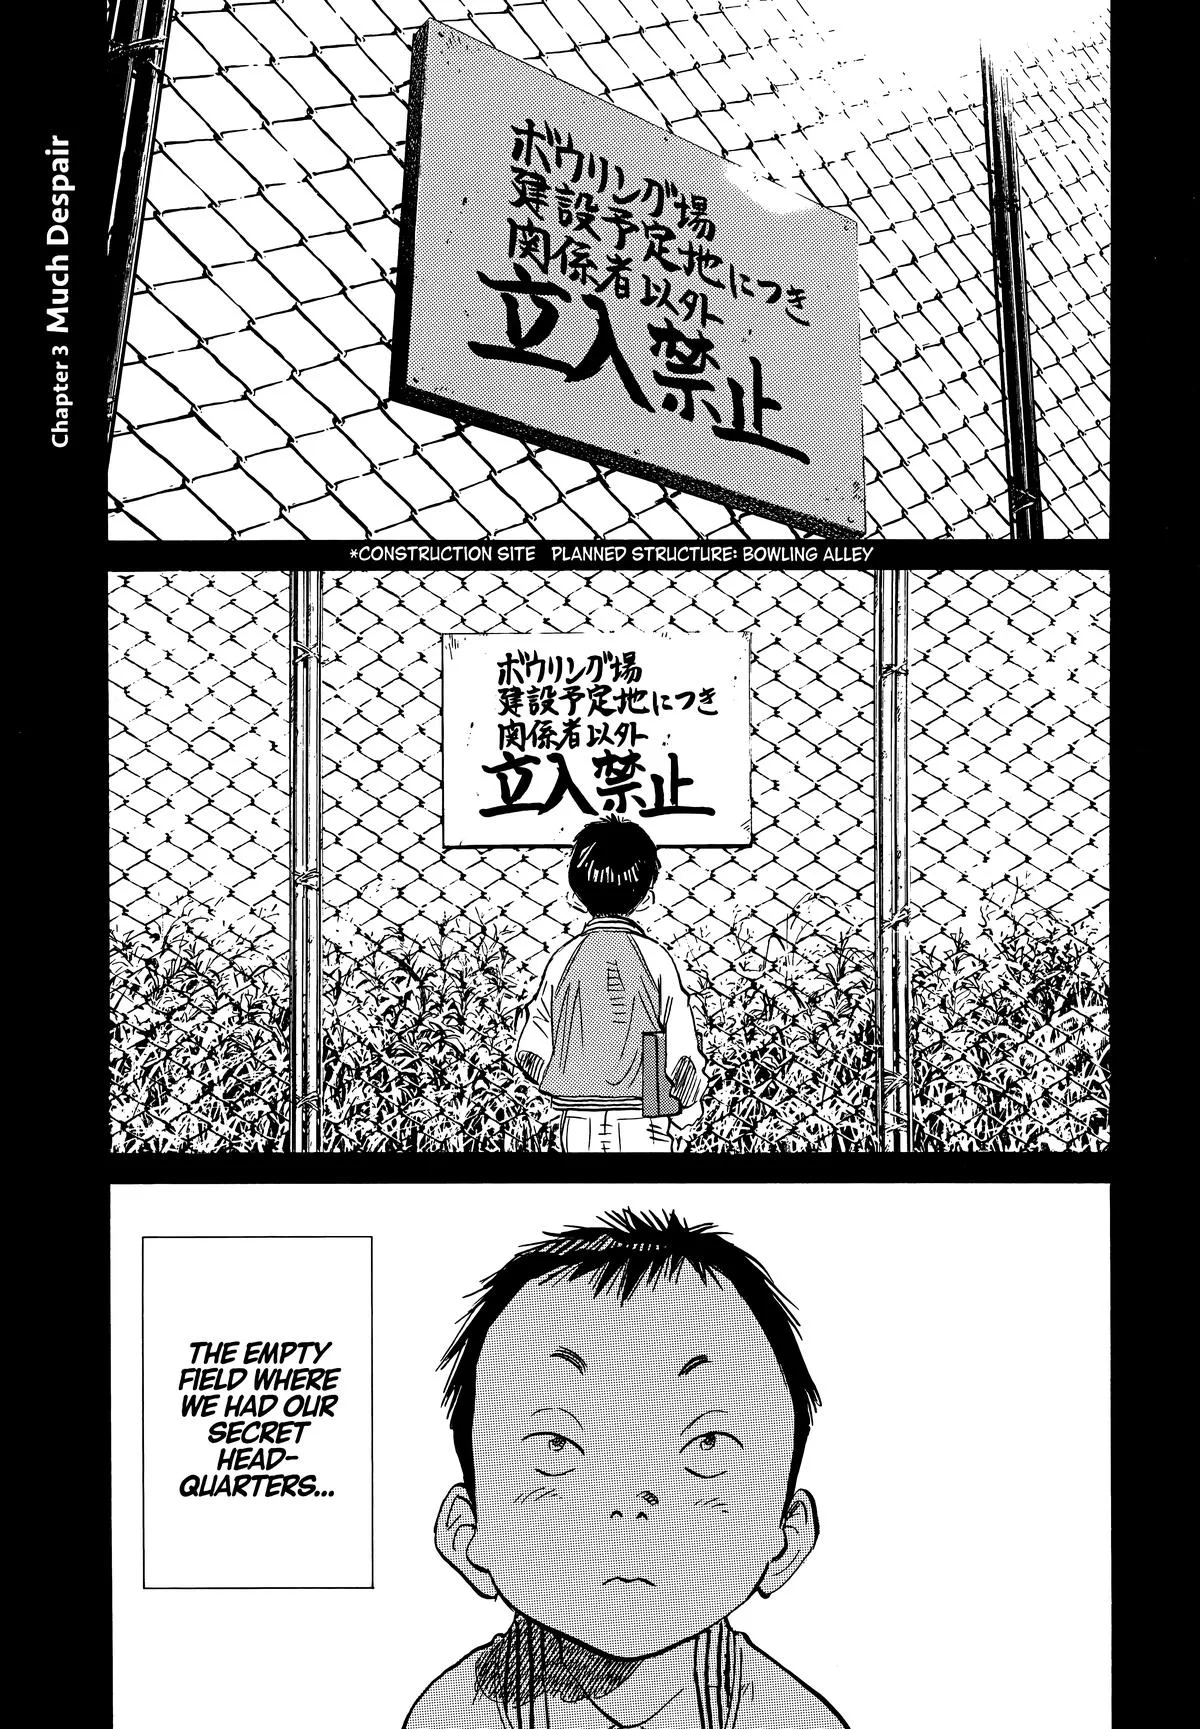 Chapter 3 Much Despair
ボウリング場
建設予定地につき
関係者以外
立入禁止
*CONSTRUCTION SITE PLANNED STRUCTURE: BOWLING ALLEY
ボウリング場
建設予定地につき
関係者以外
立入禁止
THE EMPTY
FIELD WHERE
WE HAD OUR
SECRET
HEAD-
QUARTERS...